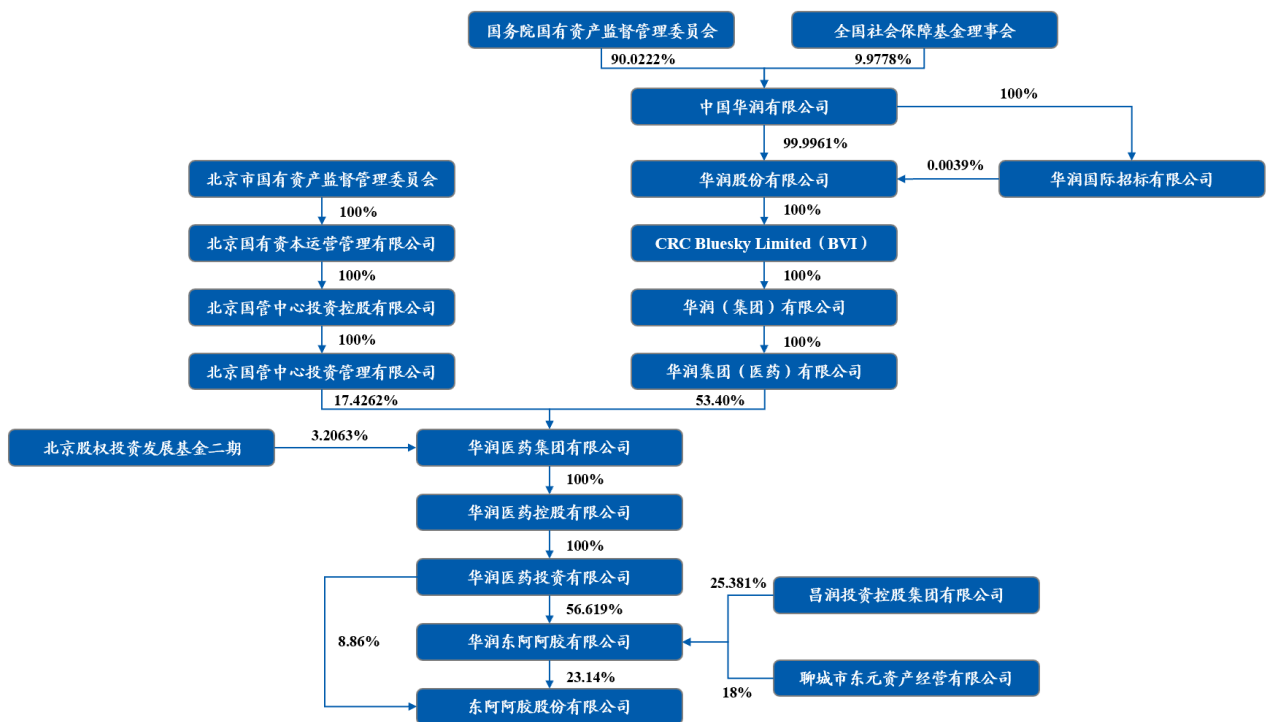 国务院国有资产监督管理委员会
全国社会保障基金理事会
90.0222%
9.9778%
中国华润有限公司
100%
99.9961%
北京市国有资产监督管理委员会
华润股份有限公司
0.0039%
华润国际招标有限公司
100%
100%
北京国有资本运营管理有限公司
CRC Bluesky Limited（BVI）
100%
100%
北京国管中心投资控股有限公司
华润（集团）有限公司
100%
100%
北京国管中心投资管理有限公司
华润集团（医药）有限公司
17.4262%
53.40%
北京股权投资发展基金二期
3.2063%
华润医药集团有限公司
100%
华润医药控股有限公司
100%
华润医药投资有限公司
25.381%
昌润投资控股集团有限公司
56.619%
8.86%
华润东阿阿胶有限公司
23.14%
18%
聊城市东元资产经营有限公司
东阿阿胶股份有限公司